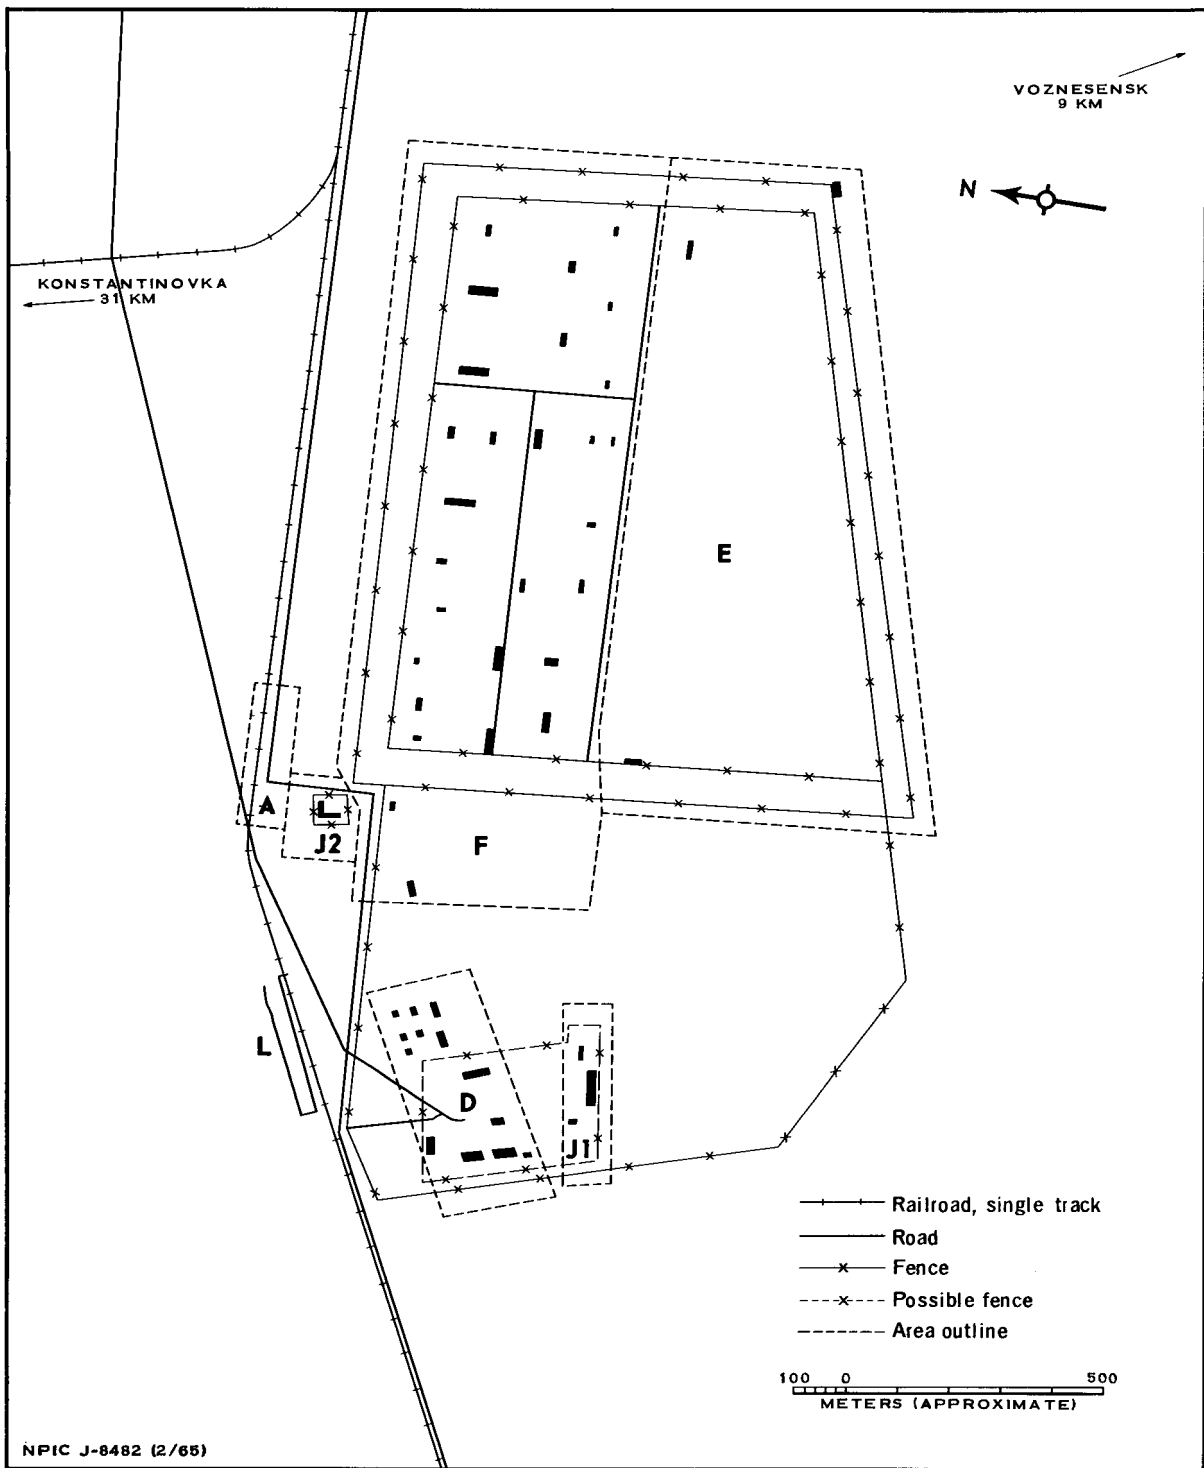 VOZNESENSK
9 KM
N
KONSTANTINOVKA
31 KM
E
A
J2
F
L
D
J1
Railroad, single track
Road
Fence
Possible fence
Area outline
100 0 500
METERS (APPROXIMATE)
NPIC J-8482 (2/65)